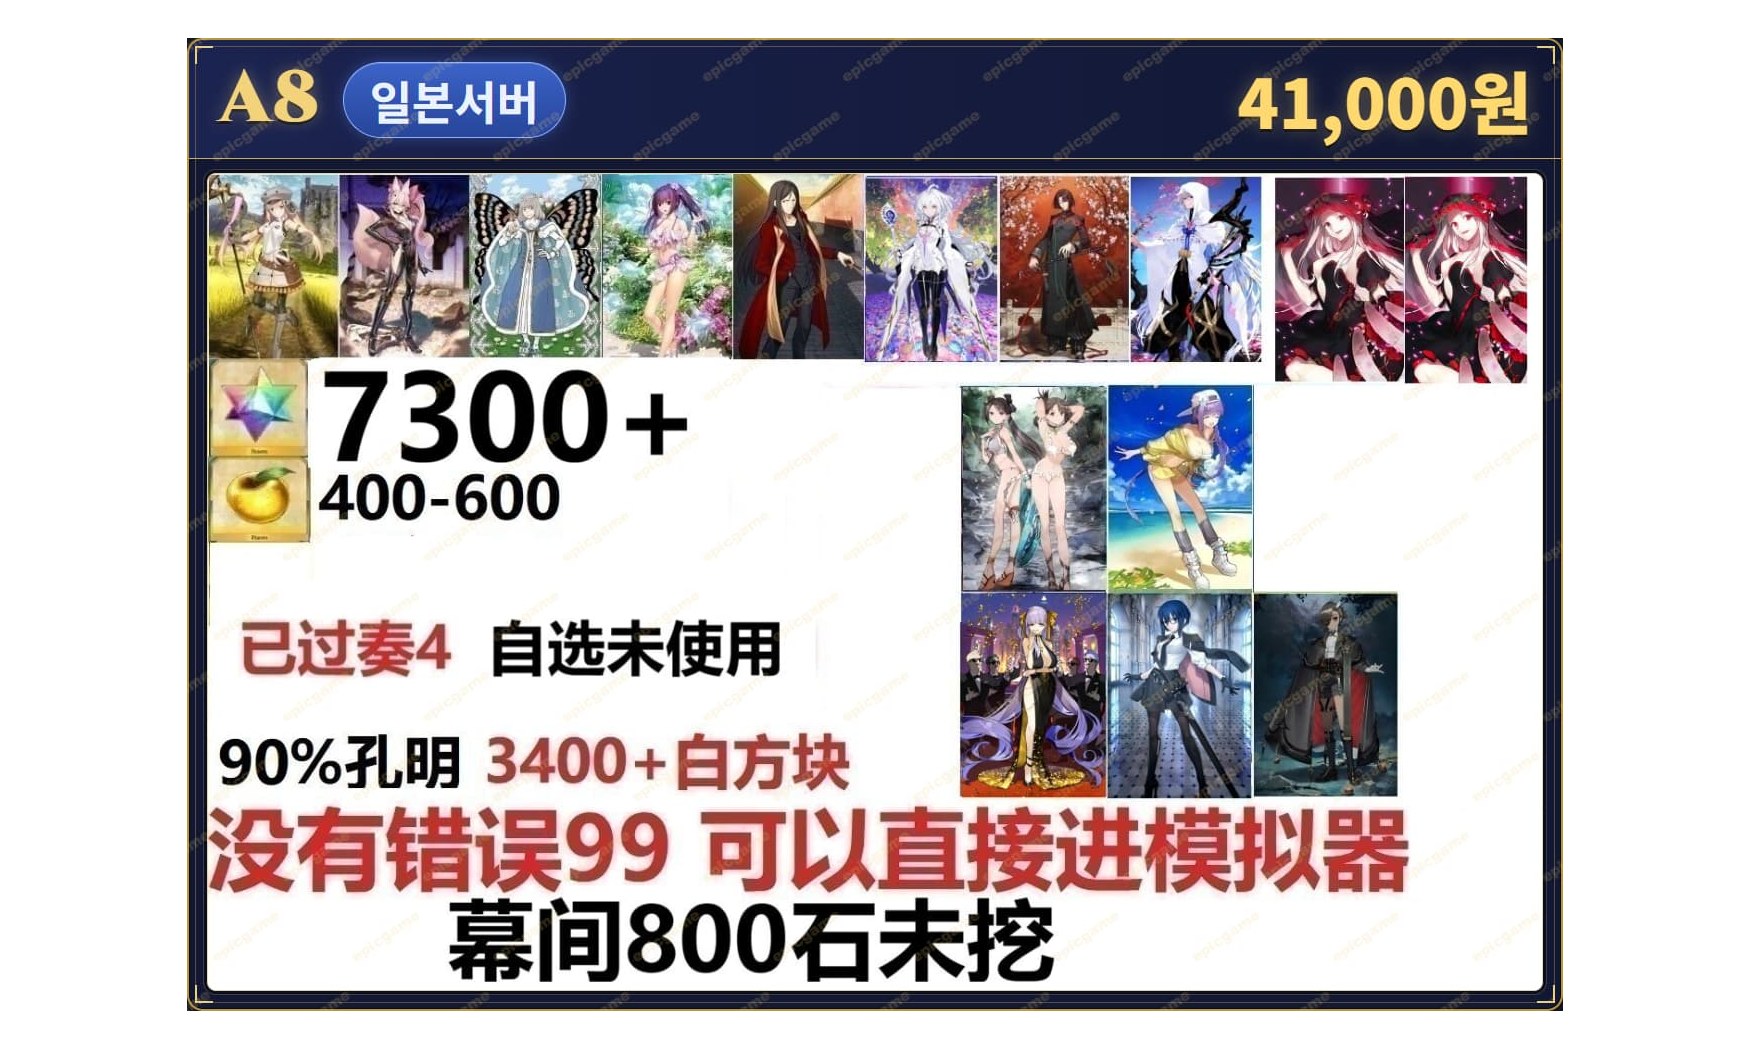 A8 일본서버 41,000원
7300+
400-600
已过奏4 自选未使用
90%孔明 3400+白方块
没有错误99 可以直接进模拟器
幕间800石未挖
epicgame